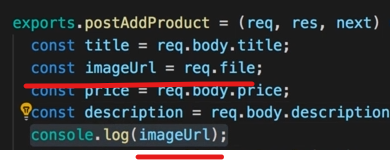 exports.postAddProduct = (req, res, next)
const title = req.body.title;
const imageUrl = req.file;
const price = req.body.price;
const description = req.body.description
console.log(imageUrl);